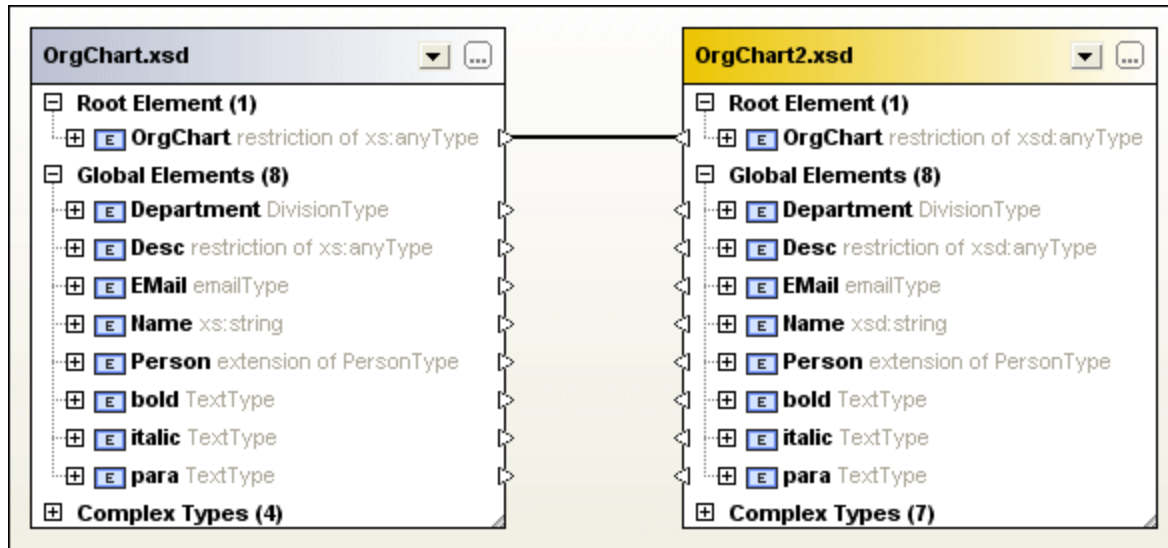 OrgChart.xsd
...
Root Element (1)
E OrgChart restriction of xs:anyType
Global Elements (8)
E Department DivisionType
E Desc restriction of xs:anyType
E EMail emailType
E Name xs:string
E Person extension of PersonType
E bold TextType
E italic TextType
E para TextType
Complex Types (4)
OrgChart2.xsd
...
Root Element (1)
E OrgChart restriction of xsd:anyType
Global Elements (8)
E Department DivisionType
E Desc restriction of xsd:anyType
E EMail emailType
E Name xsd:string
E Person extension of PersonType
E bold TextType
E italic TextType
E para TextType
Complex Types (7)